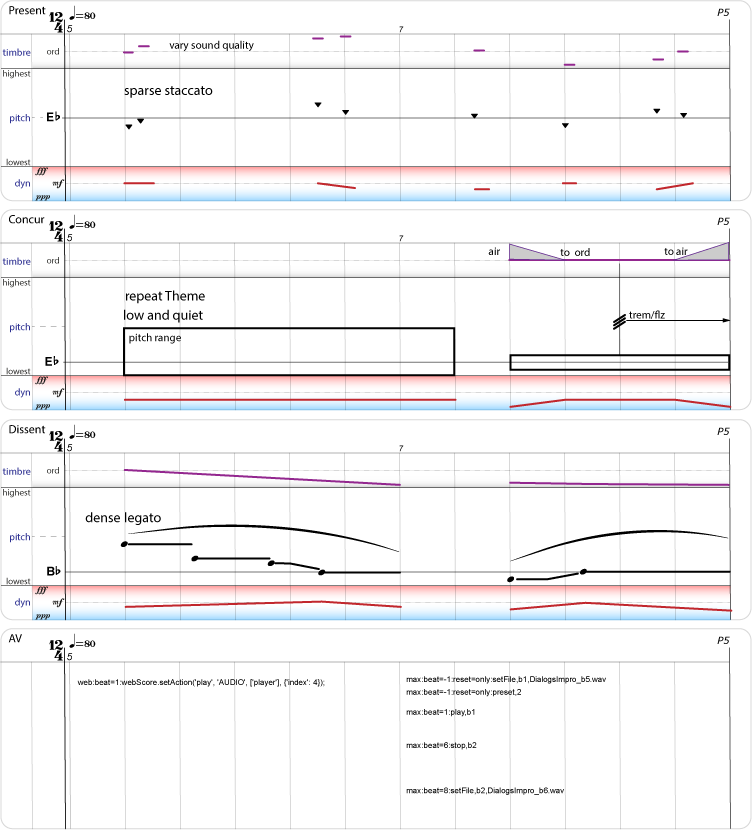 Present
P5
12
4
♩=80
5
7
timbre ord
vary sound quality
highest
sparse staccato
pitch E♭
lowest
fff
dyn mf
ppp
Concur
P5
12
4
♩=80
5
7
air to ord to air
timbre ord
highest
repeat Theme
low and quiet
trem/flz
pitch
pitch range
E♭
lowest
fff
dyn mf
ppp
Dissent
P5
12
4
♩=80
5
7
timbre ord
highest
dense legato
pitch
B♭
lowest
fff
dyn mf
ppp
AV
P5
12
4
♩=80
5
web:beat=1:webScore.setAction('play', 'AUDIO', ['player'], {'index': 4});
max:beat=-1:reset=only:setFile,b1,DialogsImpro_b5.wav
max:beat=-1:reset=only:preset,2
max:beat=1:play,b1
max:beat=6:stop,b2
max:beat=8:setFile,b2,DialogsImpro_b6.wav